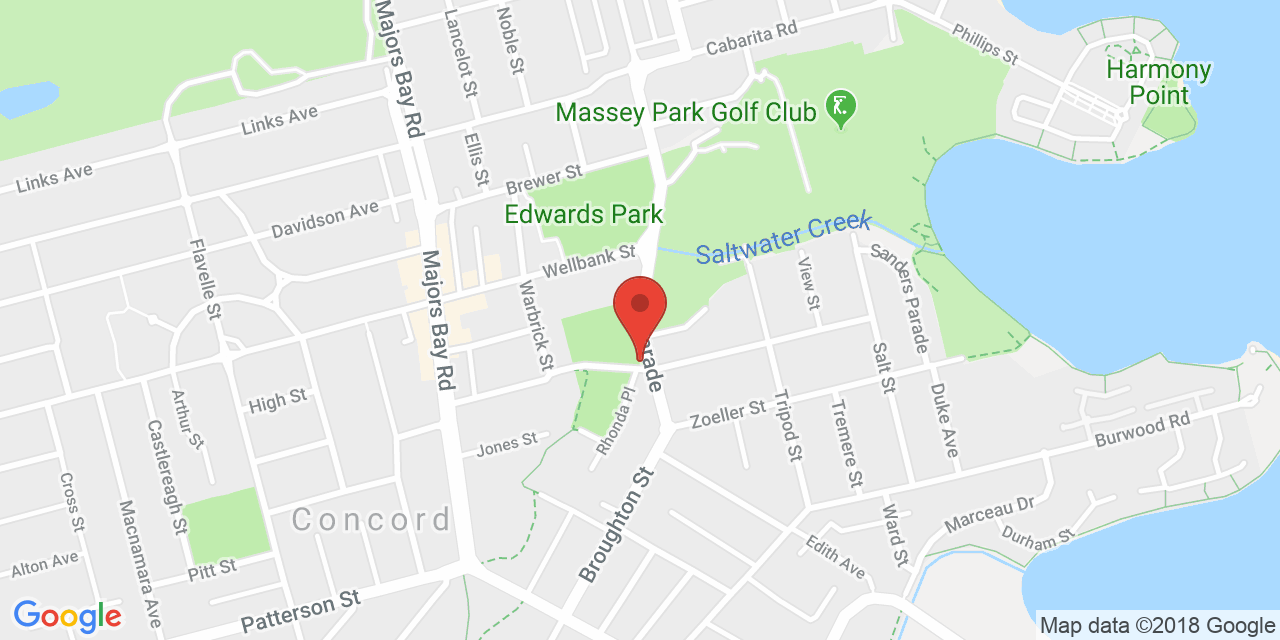 Majors Bay Rd
Lancelot St
Noble St
Cabarita Rd
Phillips St
Harmony
Point
Massey Park Golf Club
Links Ave
Ellis St
Links Ave
Brewer St
Davidson Ave
Edwards Park
Saltwater Creek
Flavelle St
Majors Bay Rd
Wellbank St
Warbrick St
View St
Sanders Parade
arade
Salt St
Duke Ave
Arthur St
High St
Rhonda Pl
Zoeller St
Tripod St
Tremere St
Burwood Rd
Castlereagh St
Jones St
Cross St
Macnamara Ave
Concord
Broughton St
Ward St
Marceau Dr
Durham St
Edith Ave
Alton Ave
Pitt St
Patterson St
Google
Map data ©2018 Google